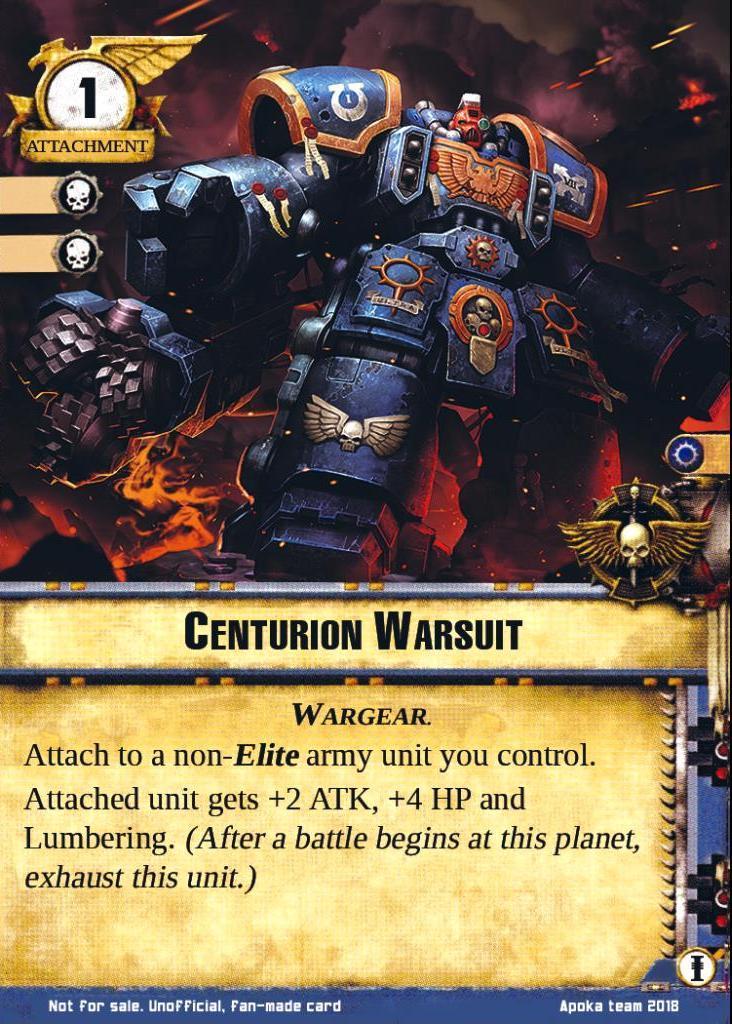 1
ATTACHMENT
1
VII
CENTURION WARSUIT
WARGEAR.
Attach to a non-Elite army unit you control.
Attached unit gets +2 ATK, +4 HP and
Lumbering. (After a battle begins at this planet,
exhaust this unit.)
Not for sale. Unofficial, fan-made card
Apoka team 2018